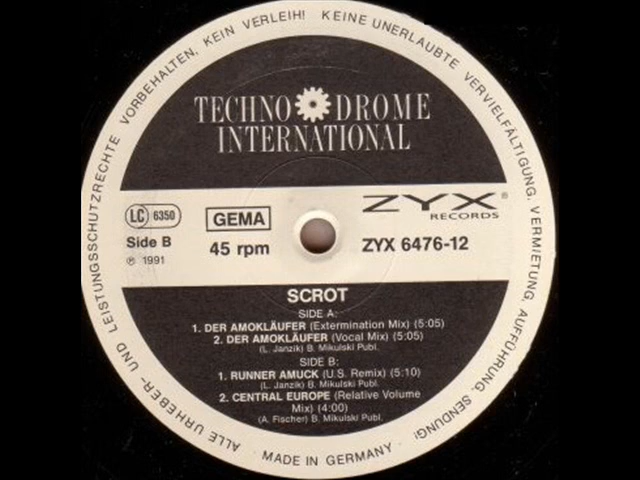 ALLE URHEBER- UND LEISTUNGSSCHUTZRECHTE VORBEHALTEN, KEIN VERLEIH! KEINE UNERLAUBTE VERVIELFÄLTIGUNG, VERMIETUNG, AUFFÜHRUNG, SENDUNG!
TECHNO DROME
INTERNATIONAL
LC 6350
GEMA
ZYX®
RECORDS
Side B
45 rpm
ZYX 6476-12
℗ 1991
SCROT
SIDE A:
1. DER AMOKLÄUFER (Extermination Mix) (5:05)
2. DER AMOKLÄUFER (Vocal Mix) (5:05)
(L. Janzik) B. Mikulski Publ.
SIDE B:
1. RUNNER AMUCK (U.S. Remix) (5:10)
(L. Janzik) B. Mikulski Publ.
2. CENTRAL EUROPE (Relative Volume
Mix) (4:00)
(A. Fischer) B. Mikulski Publ.
MADE IN GERMANY